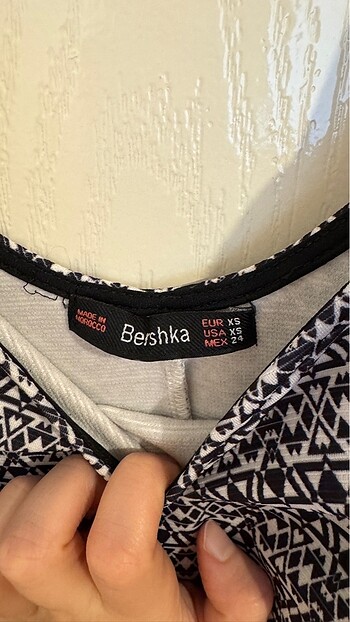 MADE IN
MOROCCO
Bershka
EUR XS
USA XS
MEX 24